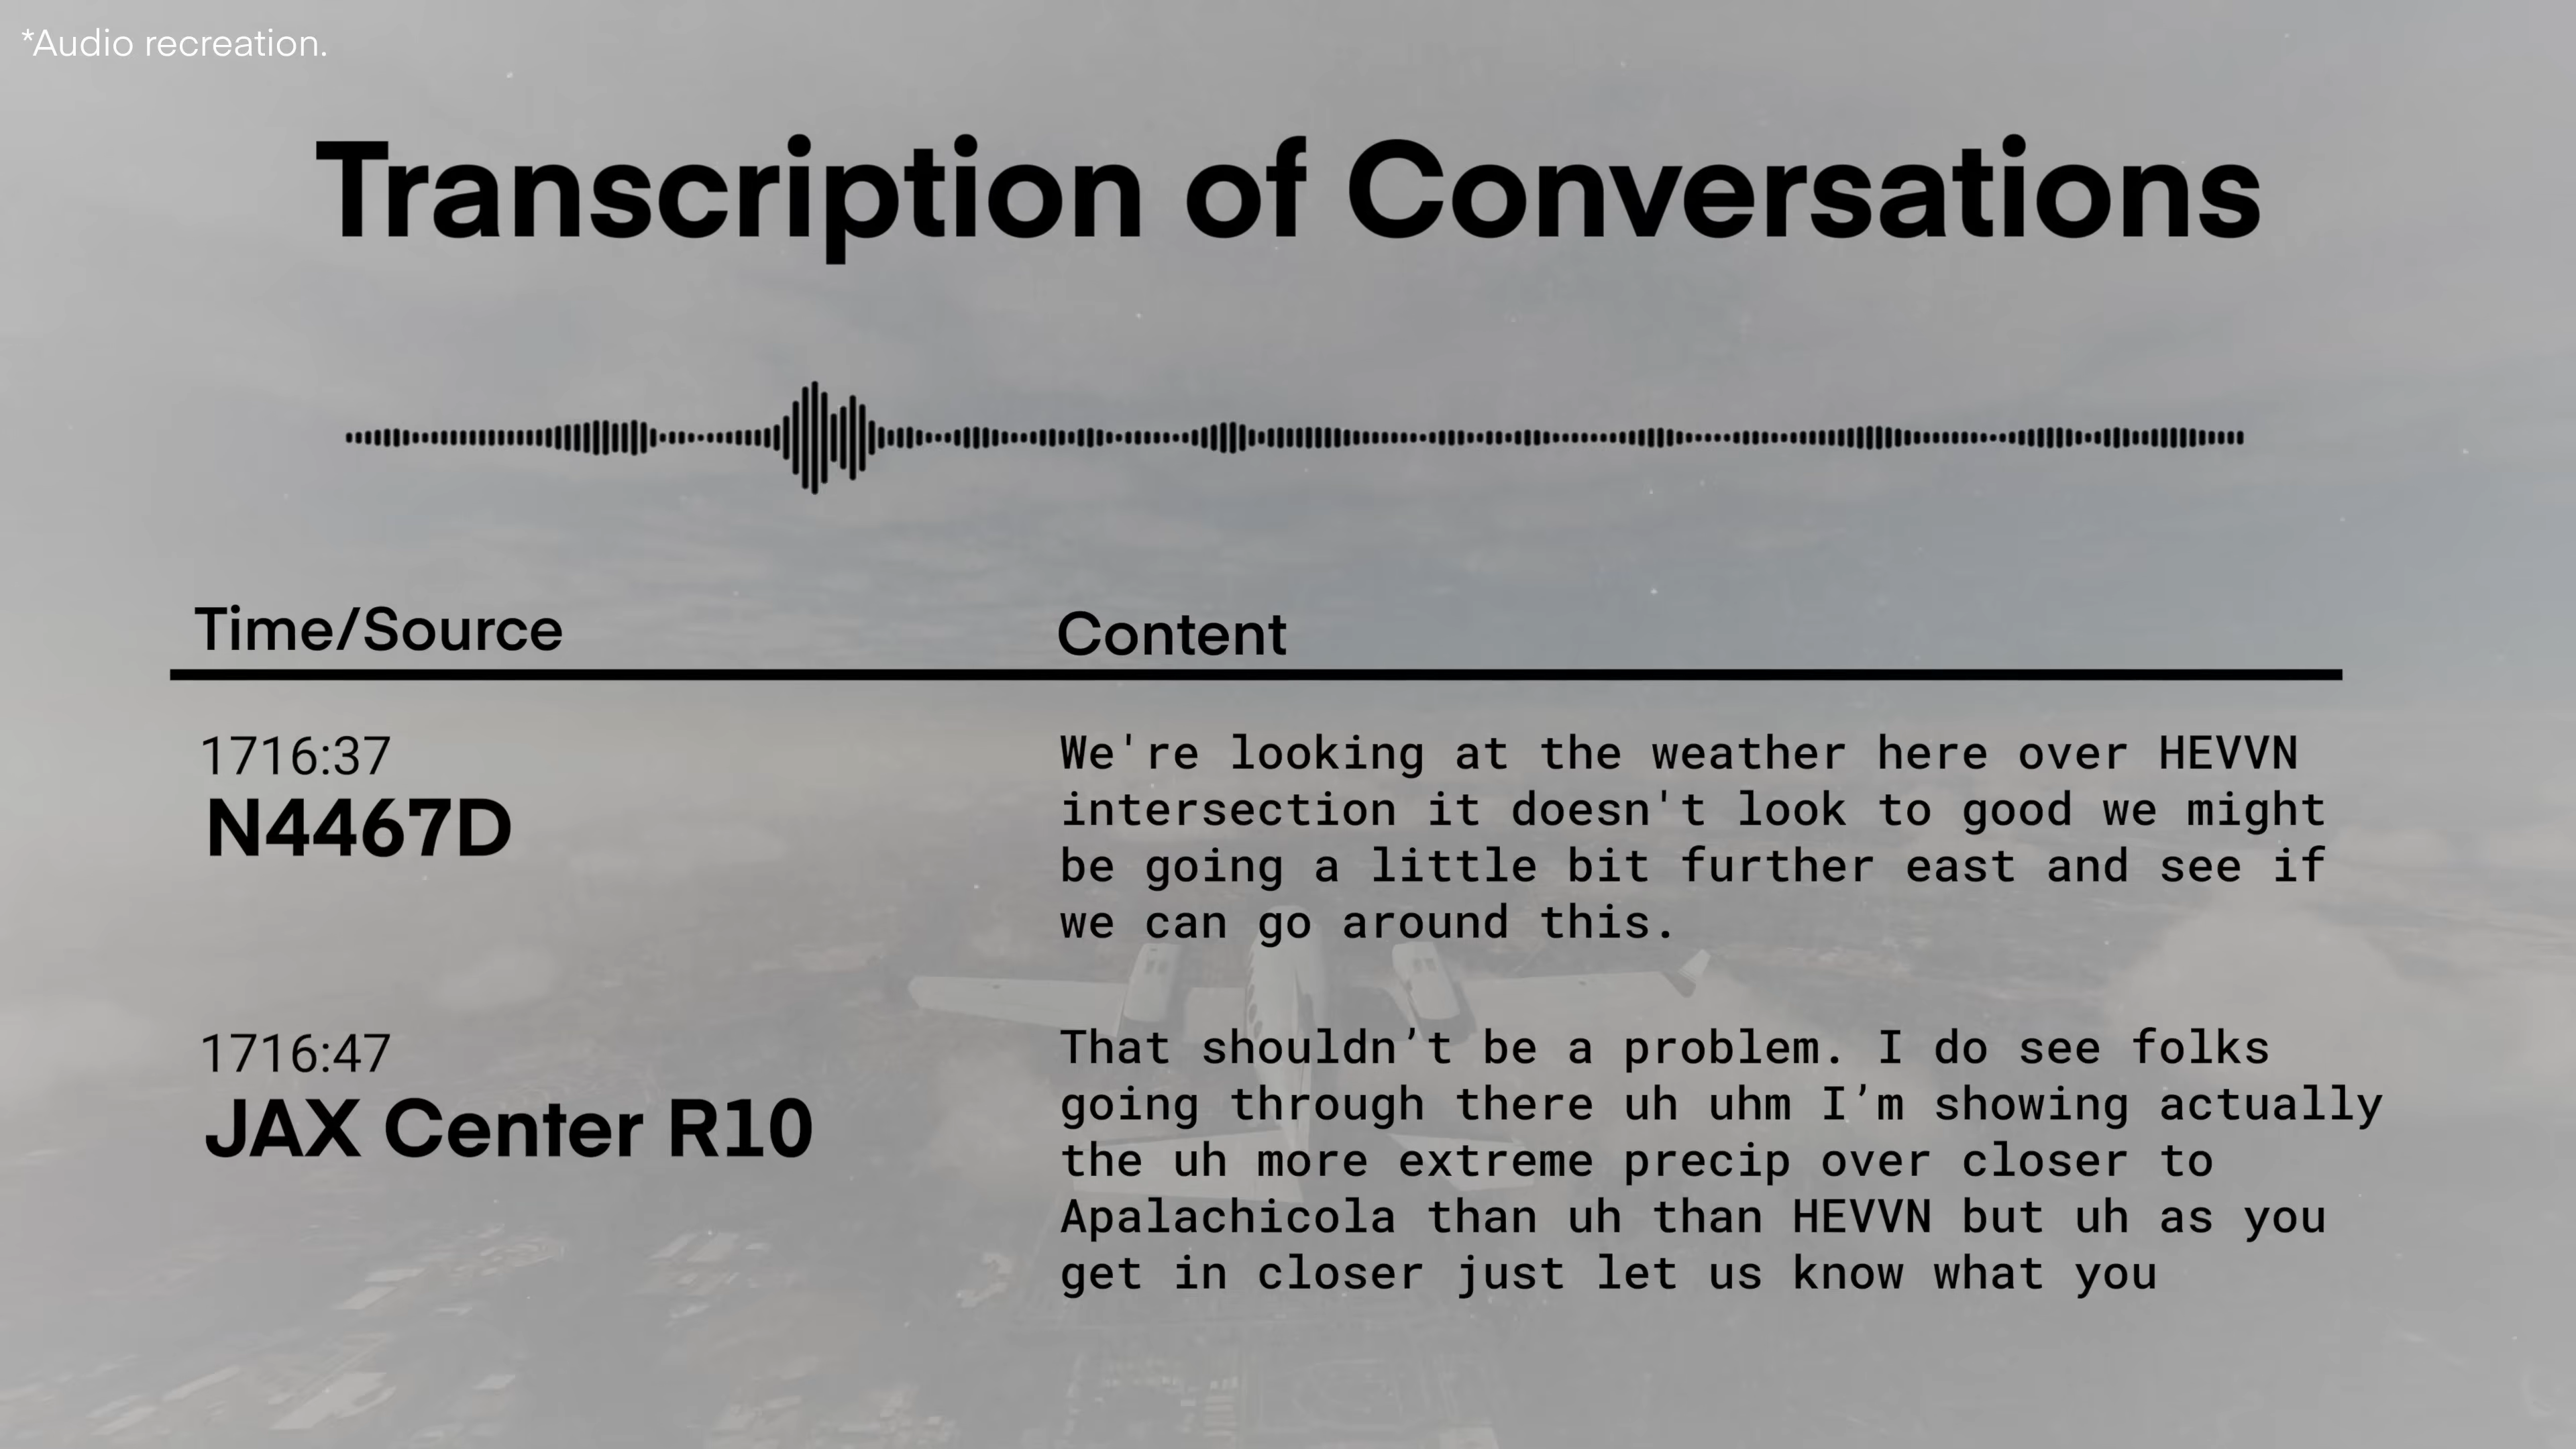 *Audio recreation.
Transcription of Conversations
Time/Source
Content
1716:37
N4467D
We're looking at the weather here over HEVVN
intersection it doesn't look to good we might
be going a little bit further east and see if
we can go around this.
1716:47
JAX Center R10
That shouldn’t be a problem. I do see folks
going through there uh uhm I’m showing actually
the uh more extreme precip over closer to
Apalachicola than uh than HEVVN but uh as you
get in closer just let us know what you